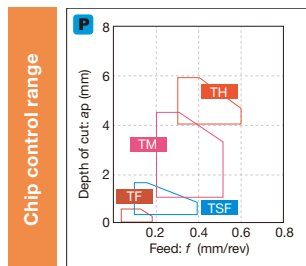 Chip control range
P
Depth of cut: ap (mm)
8
6
4
2
0
TH
TM
TF
TSF
0.2 0.4 0.6 0.8
Feed: f (mm/rev)